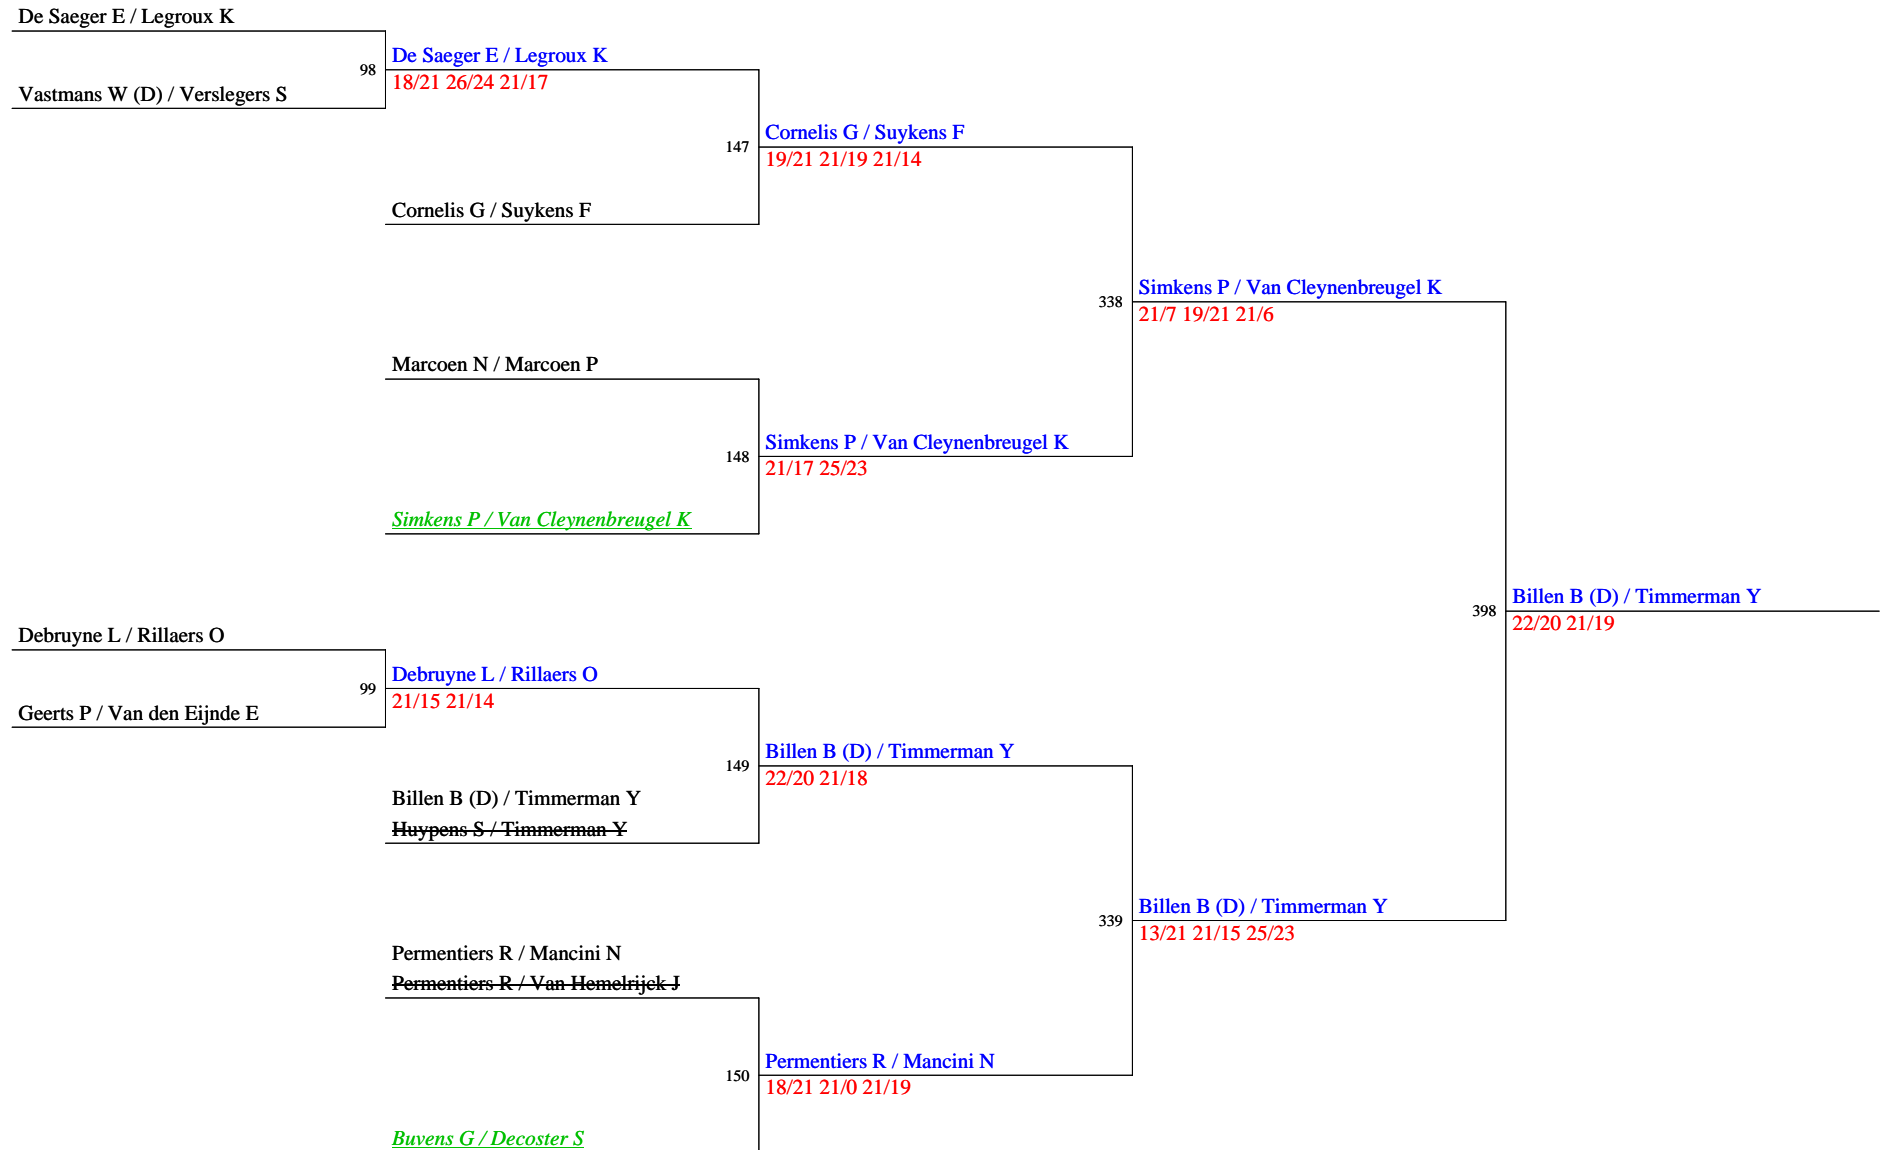 De Saeger E / Legroux K
De Saeger E / Legroux K
98
18/21 26/24 21/17
Vastmans W (D) / Verslegers S
Cornelis G / Suykens F
147
19/21 21/19 21/14
Cornelis G / Suykens F
Simkens P / Van Cleynenbreugel K
338
21/7 19/21 21/6
Marcoen N / Marcoen P
Simkens P / Van Cleynenbreugel K
148
21/17 25/23
Simkens P / Van Cleynenbreugel K
Billen B (D) / Timmerman Y
398
22/20 21/19
Debruyne L / Rillaers O
Debruyne L / Rillaers O
99
21/15 21/14
Geerts P / Van den Eijnde E
Billen B (D) / Timmerman Y
149
22/20 21/18
Billen B (D) / Timmerman Y
Huypens S / Timmerman Y
Billen B (D) / Timmerman Y
339
13/21 21/15 25/23
Permentiers R / Mancini N
Permentiers R / Van Hemelrijck J
Permentiers R / Mancini N
150
18/21 21/0 21/19
Buvens G / Decoster S